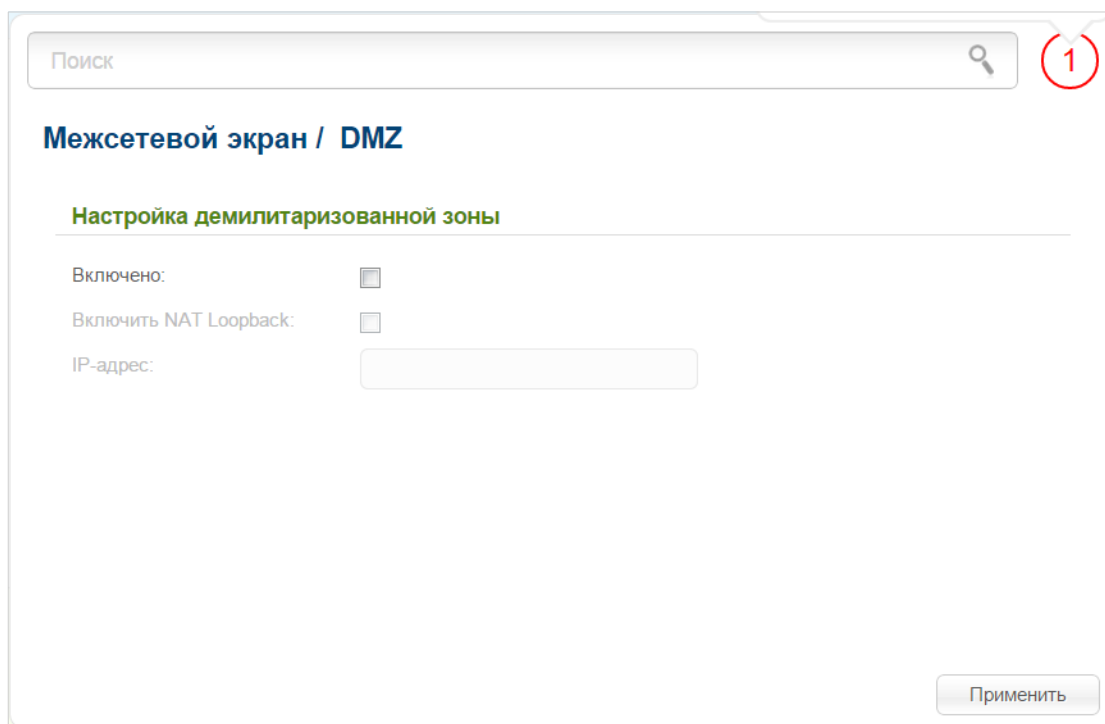 Поиск
1
Межсетевой экран / DMZ
Настройка демилитаризованной зоны
Включено:
Включить NAT Loopback:
IP-адрес:
Применить